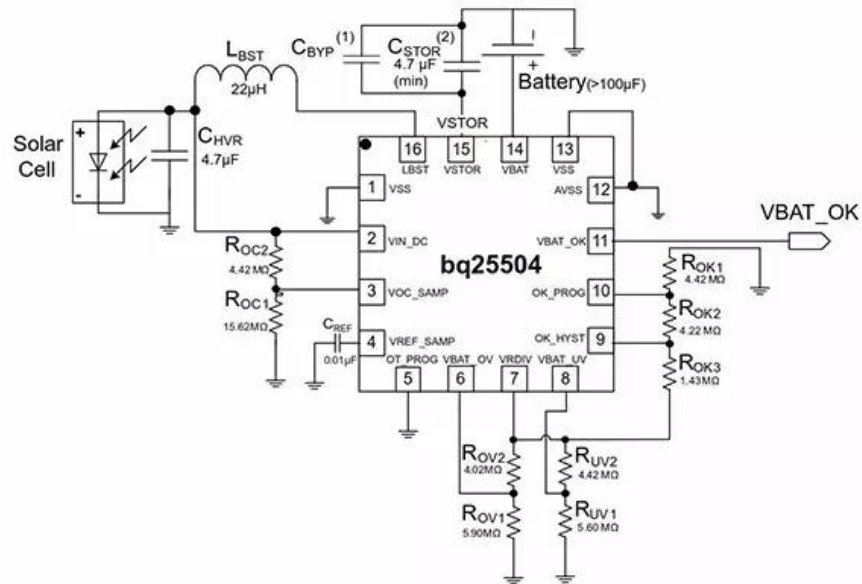 LBST
22µH
CBYP (1)
CSTOR (2)
4.7 µF
(min)
I
+
Battery(>100µF)
Solar
Cell
+
-
CHVR
4.7µF
VSTOR
16
LBST
15
VSTOR
14
VBAT
13
VSS
1
VSS
AVSS
12
VBAT_OK
2
VIN_DC
bq25504
VBAT_OK
11
ROC2
4.42 MΩ
3
VOC_SAMP
OK_PROG
10
ROK1
4.42 MΩ
ROC1
15.62MΩ
ROK2
4.22 MΩ
CREF
0.01µF
4
VREF_SAMP
OK_HYST
9
ROK3
1.43MΩ
OT_PROG
VBAT_OV
VRDIV
VBAT_UV
5
6
7
8
ROV2
4.02MΩ
RUV2
4.42 MΩ
ROV1
5.90MΩ
RUV1
5.60 MΩ